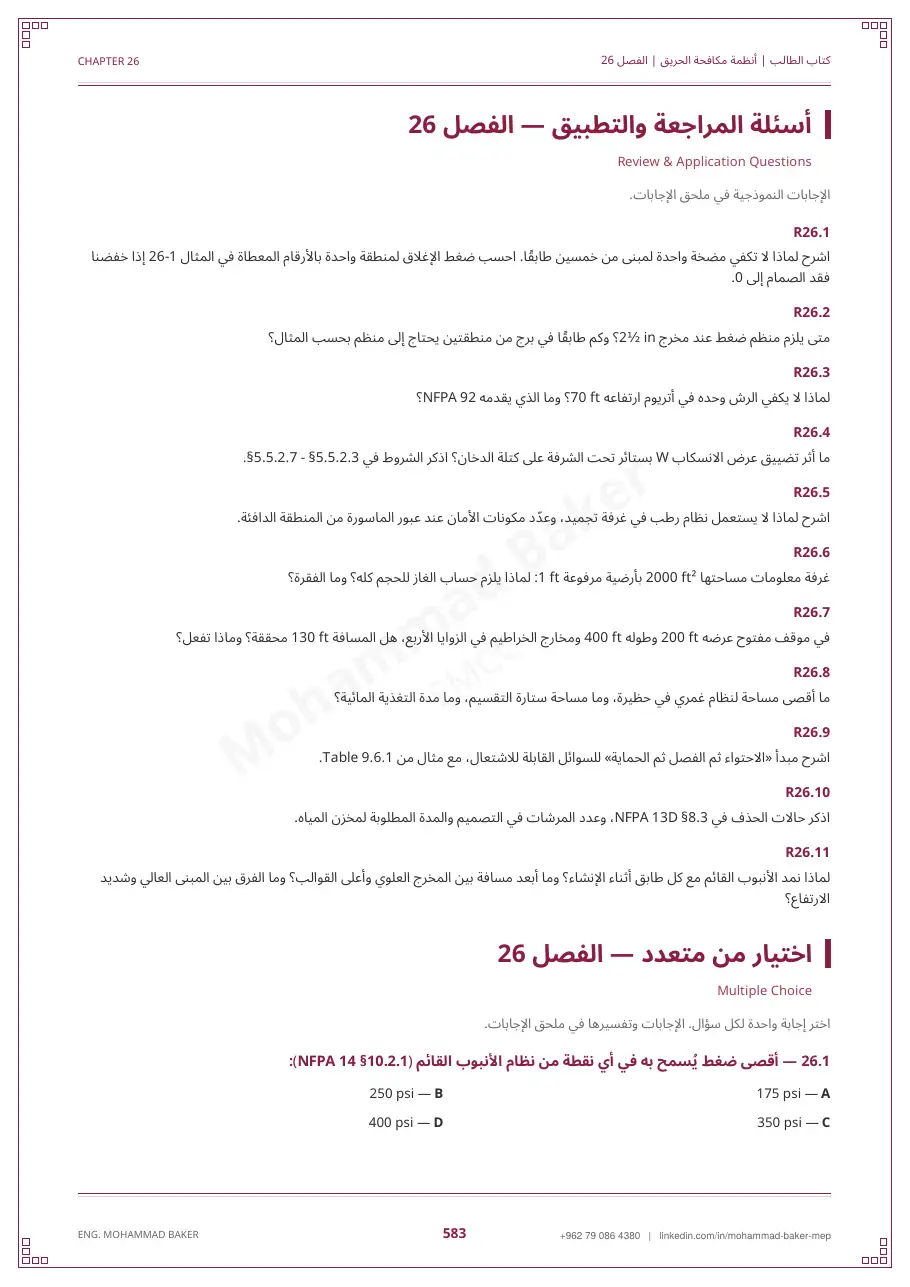 كتاب الطالب | أنظمة مكافحة الحريق | الفصل 26
CHAPTER 26
أسئلة المراجعة والتطبيق — الفصل 26
Review & Application Questions
الإجابات النموذجية في ملحق الإجابات.
R26.1
اشرح لماذا لا تكفي مضخة واحدة لمبنى من خمسين طابقًا. احسب ضغط الإغلاق لمنطقة واحدة بالأرقام المعطاة في المثال 1-26 إذا خفضنا
فقد الصمام إلى 0.
R26.2
متى يلزم منظم ضغط عند مخرج 2½ in؟ وكم طابقًا في برج من منطقتين يحتاج إلى منظم بحسب المثال؟
R26.3
لماذا لا يكفي الرش وحده في أتريوم ارتفاعه 70 ft؟ وما الذي يقدمه NFPA 92؟
R26.4
ما أثر تضييق عرض الانسكاب W بستائر تحت الشرفة على كتلة الدخان؟ اذكر الشروط في §5.5.2.3 - §5.5.2.7.
R26.5
اشرح لماذا لا يستعمل نظام رطب في غرفة تجميد، وعدّد مكونات الأمان عند عبور الماسورة من المنطقة الدافئة.
R26.6
غرفة معلومات مساحتها 2000 ft² بأرضية مرفوعة 1 ft: لماذا يلزم حساب الغاز للحجم كله؟ وما الفقرة؟
R26.7
في موقف مفتوح عرضه 200 ft وطوله 400 ft ومخارج الخراطيم في الزوايا الأربع، هل المسافة 130 ft محققة؟ وماذا تفعل؟
R26.8
ما أقصى مساحة لنظام غمري في حظيرة، وما مساحة ستارة التقسيم، وما مدة التغذية المائية؟
R26.9
اشرح مبدأ «الاحتواء ثم الفصل ثم الحماية» للسوائل القابلة للاشتعال، مع مثال من Table 9.6.1.
R26.10
اذكر حالات الحذف في NFPA 13D §8.3، وعدد المرشات في التصميم والمدة المطلوبة لمخزن المياه.
R26.11
لماذا نمد الأنبوب القائم مع كل طابق أثناء الإنشاء؟ وما أبعد مسافة بين المخرج العلوي وأعلى القوالب؟ وما الفرق بين المبنى العالي وشديد
الارتفاع؟
اختيار من متعدد — الفصل 26
Multiple Choice
اختر إجابة واحدة لكل سؤال. الإجابات وتفسيرها في ملحق الإجابات.
26.1 — أقصى ضغط يُسمح به في أي نقطة من نظام الأنبوب القائم (NFPA 14 §10.2.1):
A — 175 psi
B — 250 psi
C — 350 psi
D — 400 psi
Mohammad Baker
ENG. MOHAMMAD BAKER
583
+962 79 086 4380 | linkedin.com/in/mohammad-baker-mep